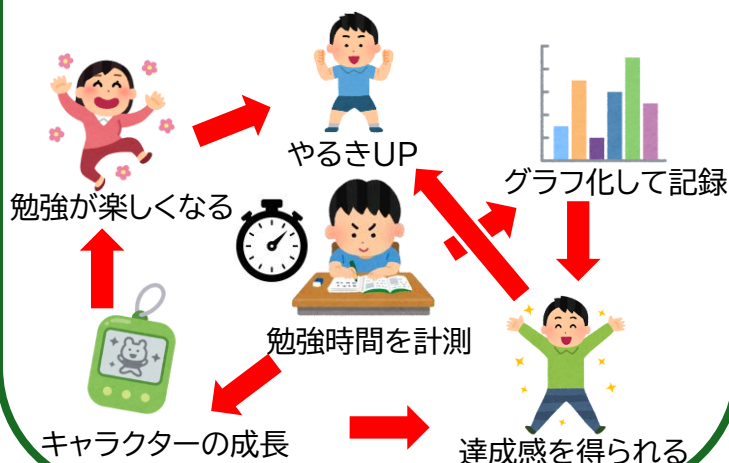 やるきUP
グラフ化して記録
勉強が楽しくなる
勉強時間を計測
キャラクターの成長
達成感を得られる